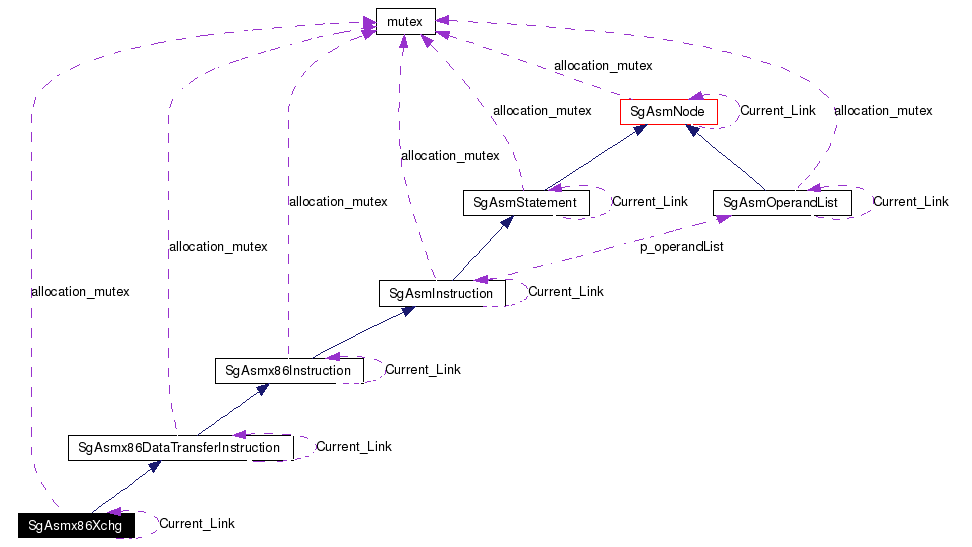 mutex
allocation_mutex
SgAsmNode
Current_Link
allocation_mutex
allocation_mutex
allocation_mutex
SgAsmStatement
Current_Link
SgAsmOperandList
Current_Link
allocation_mutex
p_operandList
allocation_mutex
SgAsmInstruction
Current_Link
allocation_mutex
SgAsmx86Instruction
Current_Link
SgAsmx86DataTransferInstruction
Current_Link
SgAsmx86Xchg
Current_Link